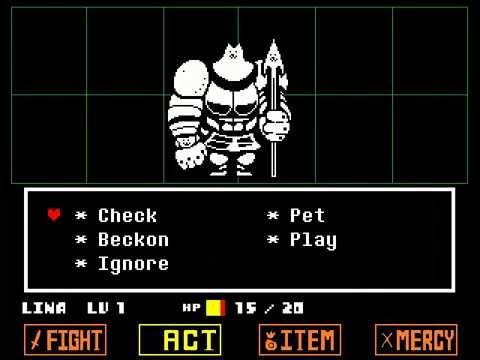 * Check * Pet
* Beckon * Play
* Ignore
LINA LV 1 HP 15 / 20
FIGHT ACT ITEM MERCY